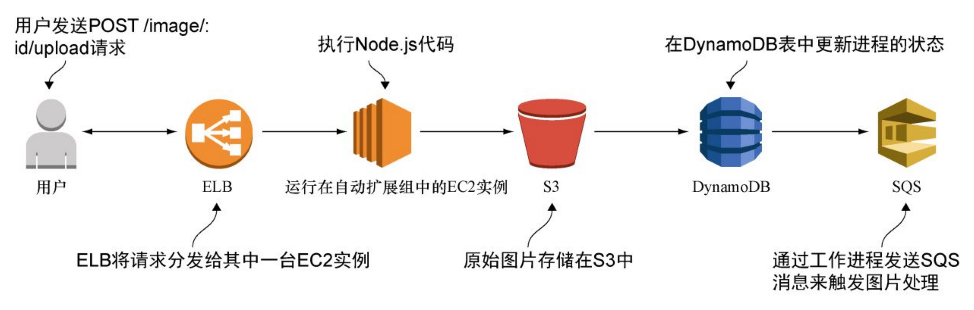 用户发送POST /image/:
id/upload请求
执行Node.js代码
在DynamoDB表中更新进程的状态
用户
ELB
运行在自动扩展组中的EC2实例
S3
DynamoDB
SQS
ELB将请求分发给其中一台EC2实例
原始图片存储在S3中
通过工作进程发送SQS
消息来触发图片处理